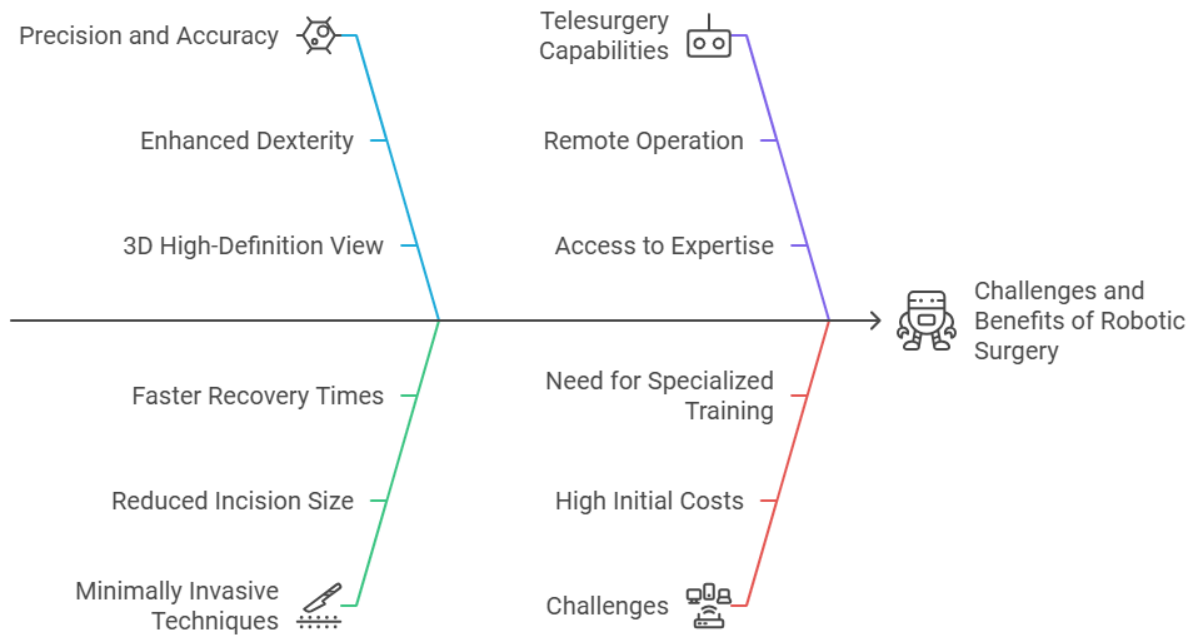 Precision and Accuracy
Enhanced Dexterity
3D High-Definition View
Telesurgery
Capabilities
Remote Operation
Access to Expertise
Challenges and
Benefits of Robotic
Surgery
Faster Recovery Times
Reduced Incision Size
Minimally Invasive
Techniques
Need for Specialized
Training
High Initial Costs
Challenges